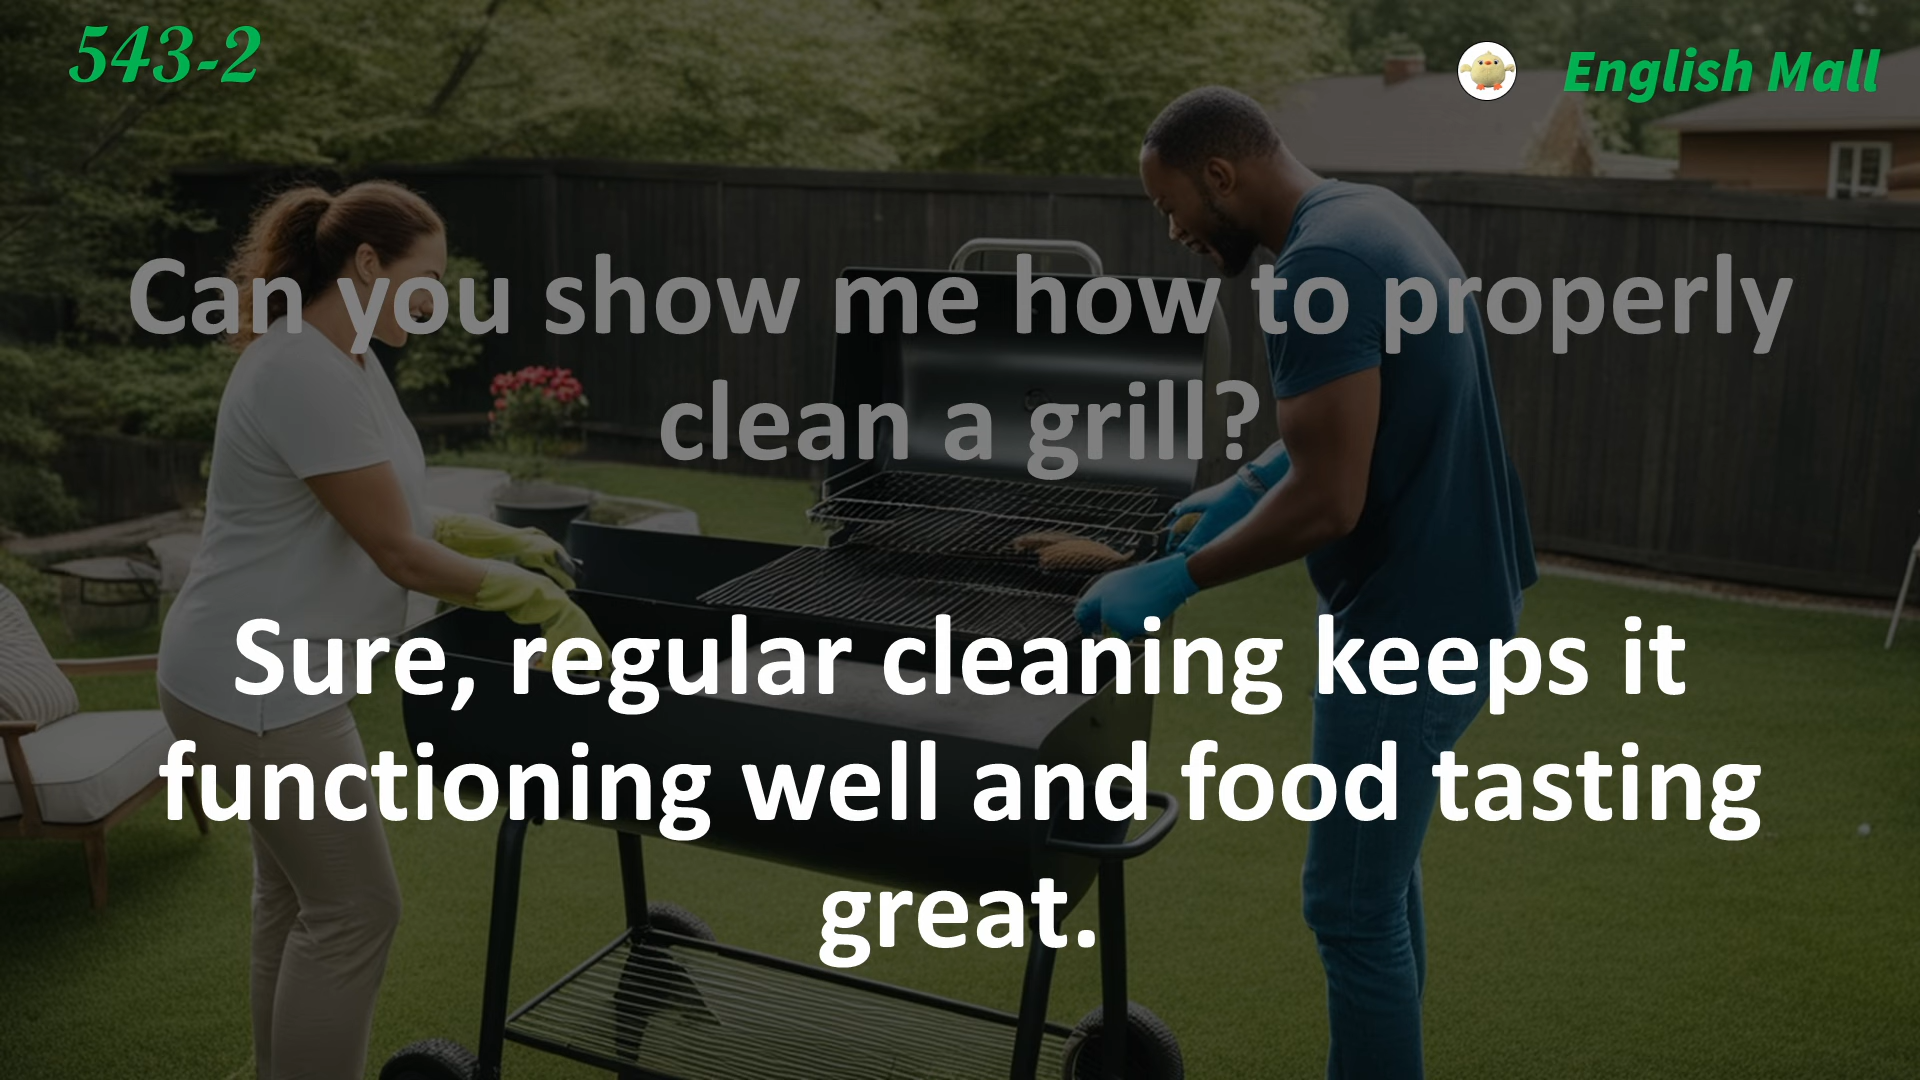 543-2
English Mall
Can you show me how to properly
clean a grill?
Sure, regular cleaning keeps it
functioning well and food tasting
great.